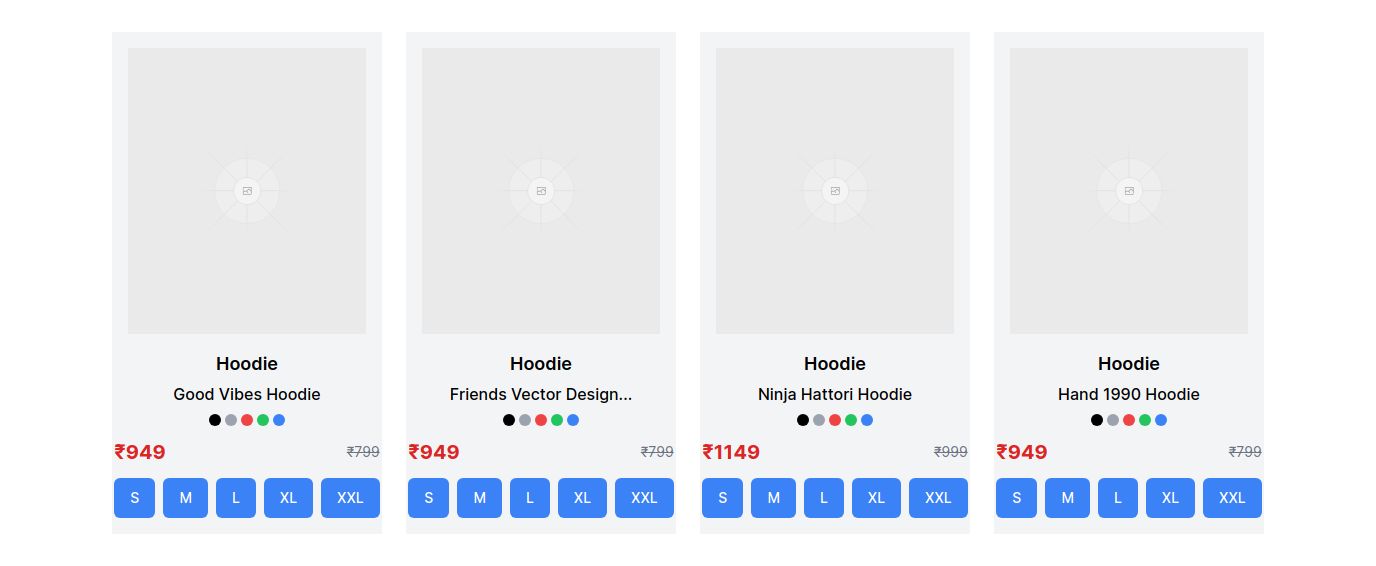 Hoodie
Good Vibes Hoodie
₹949 ₹799
S M L XL XXL
Hoodie
Friends Vector Design...
₹949 ₹799
S M L XL XXL
Hoodie
Ninja Hattori Hoodie
₹1149 ₹999
S M L XL XXL
Hoodie
Hand 1990 Hoodie
₹949 ₹799
S M L XL XXL